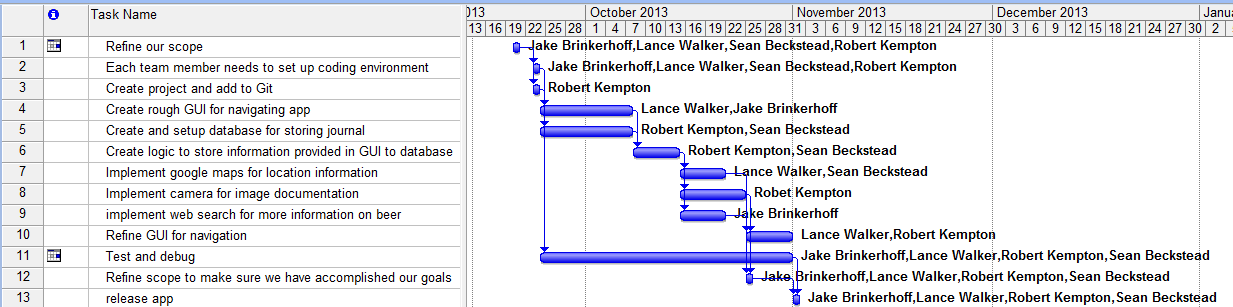 Task Name
013 October 2013 November 2013 December 2013 Janua
13 16 19 22 25 28 1 4 7 10 13 16 19 22 25 28 31 3 6 9 12 15 18 21 24 27 30 3 6 9 12 15 18 21 24 27 30 2 5
1 Refine our scope Jake Brinkerhoff,Lance Walker,Sean Beckstead,Robert Kempton
2 Each team member needs to set up coding environment Jake Brinkerhoff,Lance Walker,Sean Beckstead,Robert Kempton
3 Create project and add to Git Robert Kempton
4 Create rough GUI for navigating app Lance Walker,Jake Brinkerhoff
5 Create and setup database for storing journal Robert Kempton,Sean Beckstead
6 Create logic to store information provided in GUI to database Robert Kempton,Sean Beckstead
7 Implement google maps for location information Lance Walker,Sean Beckstead
8 Implement camera for image documentation Robet Kempton
9 implement web search for more information on beer Jake Brinkerhoff
10 Refine GUI for navigation Lance Walker,Robert Kempton
11 Test and debug Jake Brinkerhoff,Lance Walker,Robert Kempton,Sean Beckstead
12 Refine scope to make sure we have accomplished our goals Jake Brinkerhoff,Lance Walker,Robert Kempton,Sean Beckstead
13 release app Jake Brinkerhoff,Lance Walker,Robert Kempton,Sean Beckstead